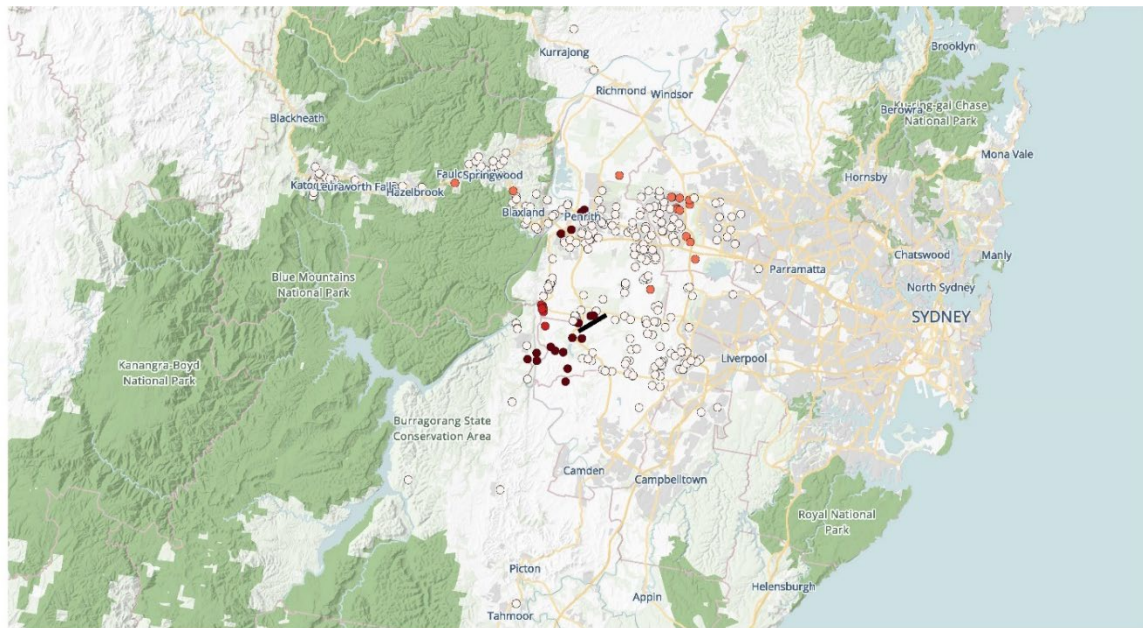 Brooklyn
Kurrajong
Richmond
Windsor
Berowra
Ku-ring-gai Chase
National Park
Blackheath
Mona Vale
Hornsby
Springwood
Hazelbrook
Blaxland
Penrith
Chatswood
Manly
Parramatta
Blue Mountains
National Park
North Sydney
SYDNEY
Liverpool
Kanangra-Boyd
National Park
Burragorang State
Conservation Area
Camden
Campbelltown
Royal National
Park
Picton
Helensburgh
Appin
Tahmoor